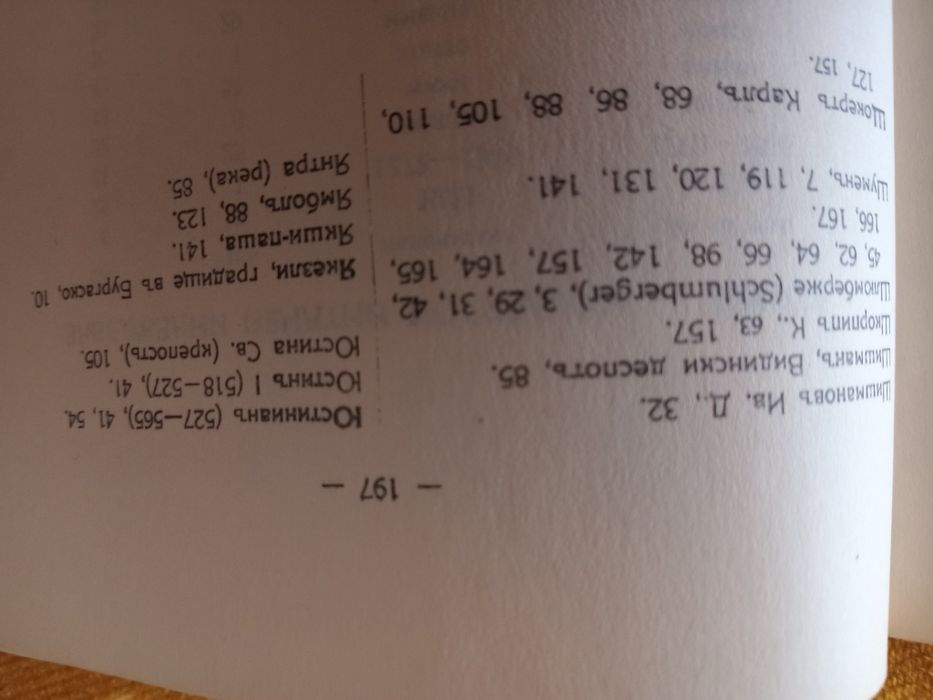 — 197 —
Шишмановъ Ив. Д., 32.
Шишманъ, Видински деспотъ, 85.
Шкорпилъ К., 63, 157.
Шлюмберже (Schlumberger), 3, 29, 31, 42,
45, 62, 64, 66, 98, 142, 157, 164, 165,
166, 167.
Шуменъ, 7, 119, 120, 131, 141.
Щокертъ Карлъ, 68, 86, 88, 105, 110,
127, 157.
Юстинианъ (527—565), 41, 54.
Юстинъ I (518—527), 41.
Юстина Св. (крепость), 105.
Якезли, градище въ Бургаско, 10.
Якши-паша, 141.
Ямболъ, 88, 123.
Янтра (река), 85.